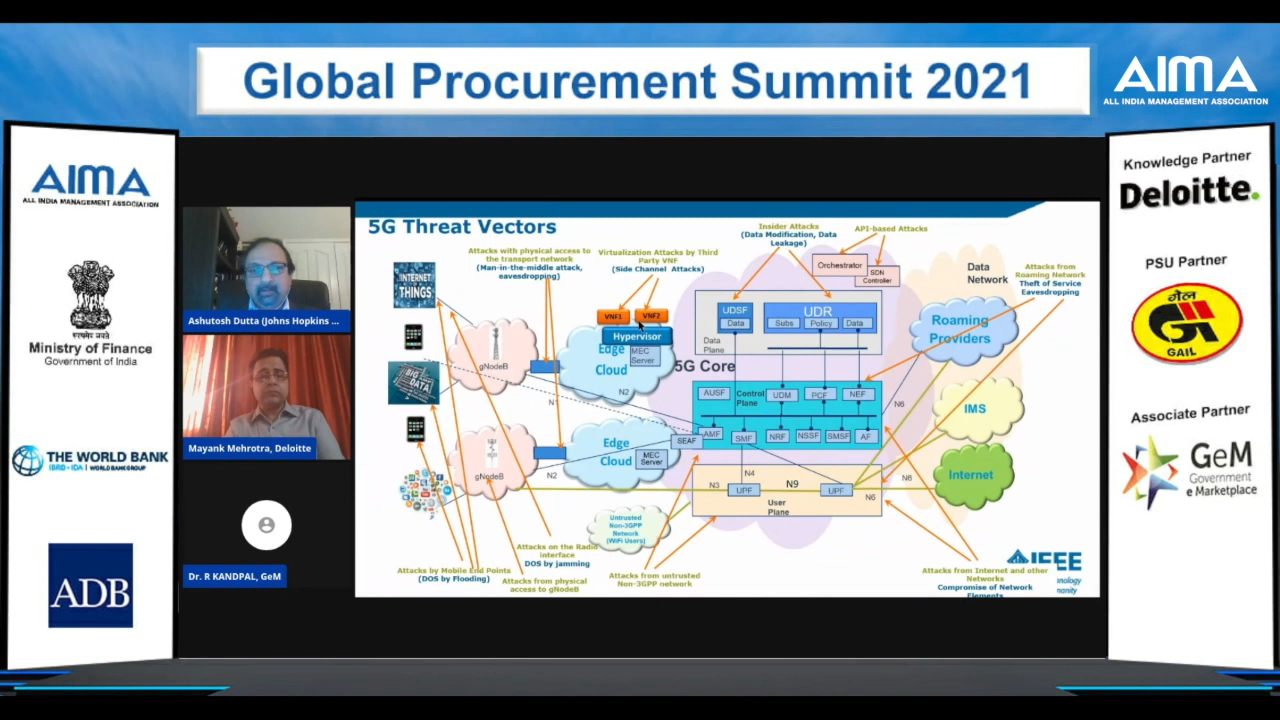 Global Procurement Summit 2021
AIMA
ALL INDIA MANAGEMENT ASSOCIATION
AIMA
ALL INDIA MANAGEMENT ASSOCIATION
सत्यमेव जयते
Ministry of Finance
Government of India
THE WORLD BANK
IBRD • IDA | WORLD BANK GROUP
ADB
Ashutosh Dutta (Johns Hopkins ...
Mayank Mehrotra, Deloitte
Dr. R KANDPAL, GeM
5G Threat Vectors
Attacks with physical access to
the transport network
(Man-in-the-middle attack,
eavesdropping)
Virtualization Attacks by Third
Party VNF
(Side Channel Attacks)
Insider Attacks
(Data Modification, Data
Leakage)
API-based Attacks
Orchestrator
SDN
Controller
Data
Network
Attacks from
Roaming Network
Theft of Service
Eavesdropping
INTERNET
OF
THINGS
BIG
DATA
gNodeB
gNodeB
VNF1
VNF2
Hypervisor
Edge
Cloud
MEC
Server
N2
N1
Edge
Cloud
MEC
Server
N2
UDSF
Data
UDR
Subs
Policy
Data
Data
Plane
5G Core
AUSF
Control
Plane
UDM
PCF
NEF
SEAF
AMF
SMF
NRF
NSSF
SMSF
AF
N4
N3
N9
UPF
UPF
User
Plane
N6
N6
N6
Roaming
Providers
IMS
Internet
Untrusted
Non-3GPP
Network
(WiFi Users)
Attacks by Mobile End Points
(DOS by Flooding)
Attacks on the Radio
interface
DOS by jamming
Attacks from physical
access to gNodeB
Attacks from untrusted
Non-3GPP network
Attacks from Internet and other
Networks
Compromise of Network
Elements
IEEE
Knowledge Partner
Deloitte.
PSU Partner
गेल
GAIL
Associate Partner
GeM
Government
e Marketplace